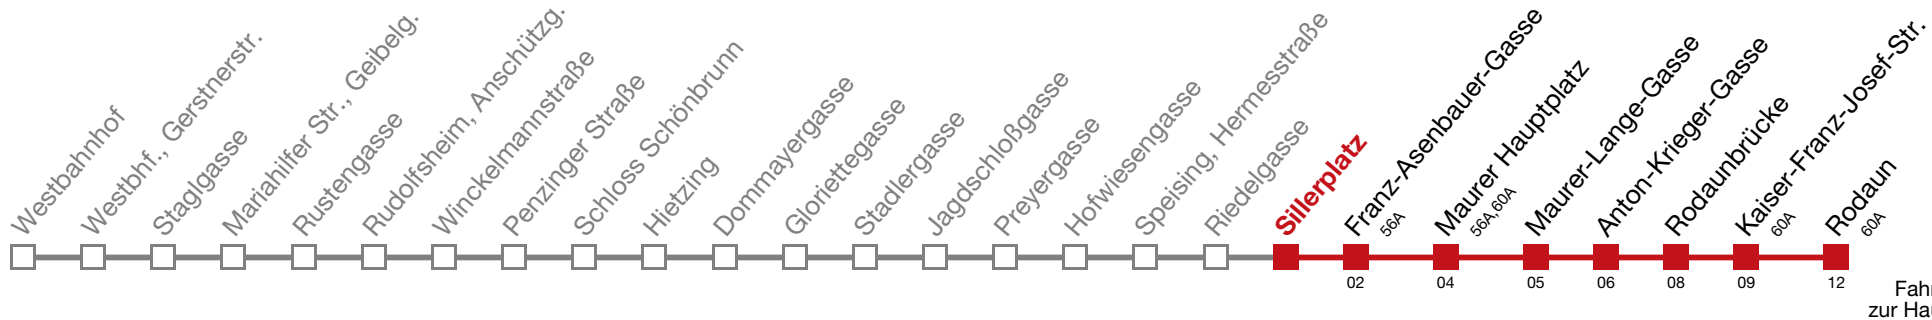 Westbahnhof
Westbhf., Gerstnerstr.
Staglgasse
Mariahilfer Str., Geibelg.
Rustengasse
Rudolfsheim, Anschützg.
Winckelmannstraße
Penzinger Straße
Schloss Schönbrunn
Hietzing
Dommayergasse
Gloriettegasse
Stadlergasse
Jagdschloßgasse
Preyergasse
Hofwiesengasse
Speising, Hermesstraße
Riedelgasse
Sillerplatz
Franz-Asenbauer-Gasse
56A
02
Maurer Hauptplatz
56A,60A
04
Maurer-Lange-Gasse
05
Anton-Krieger-Gasse
06
Rodaunbrücke
08
Kaiser-Franz-Josef-Str.
60A
09
Rodaun
60A
12